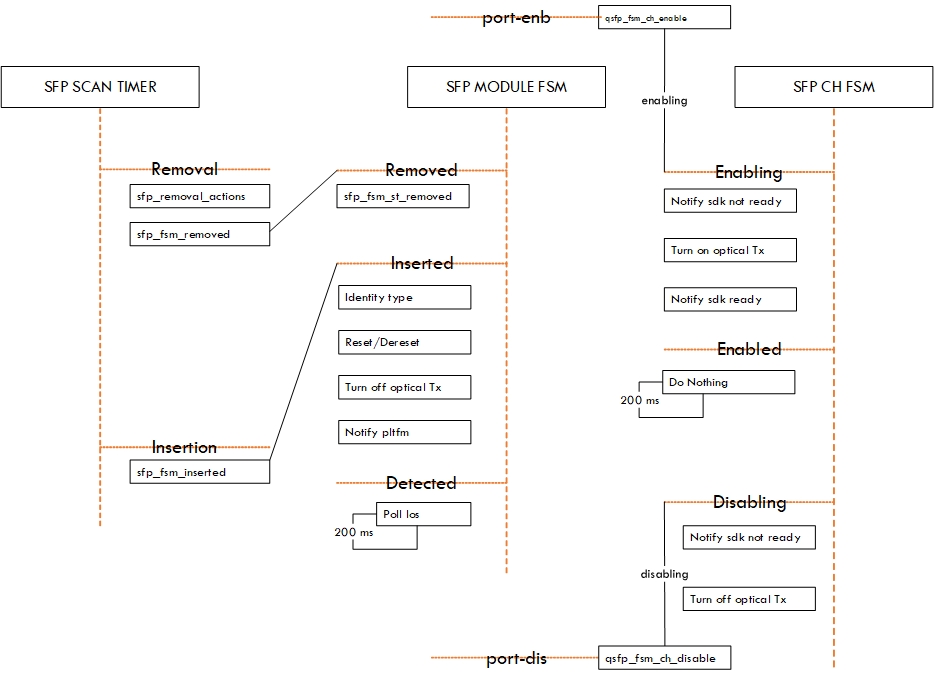 port-enb
qsfp_fsm_ch_enable
SFP SCAN TIMER
SFP MODULE FSM
SFP CH FSM
enabling
Removal
sfp_removal_actions
sfp_fsm_removed
Removed
sfp_fsm_st_removed
Enabling
Notify sdk not ready
Turn on optical Tx
Notify sdk ready
Inserted
Identity type
Reset/Dereset
Turn off optical Tx
Notify pltfm
Enabled
Do Nothing
200 ms
Insertion
sfp_fsm_inserted
Detected
Poll los
200 ms
Disabling
Notify sdk not ready
disabling
Turn off optical Tx
port-dis
qsfp_fsm_ch_disable